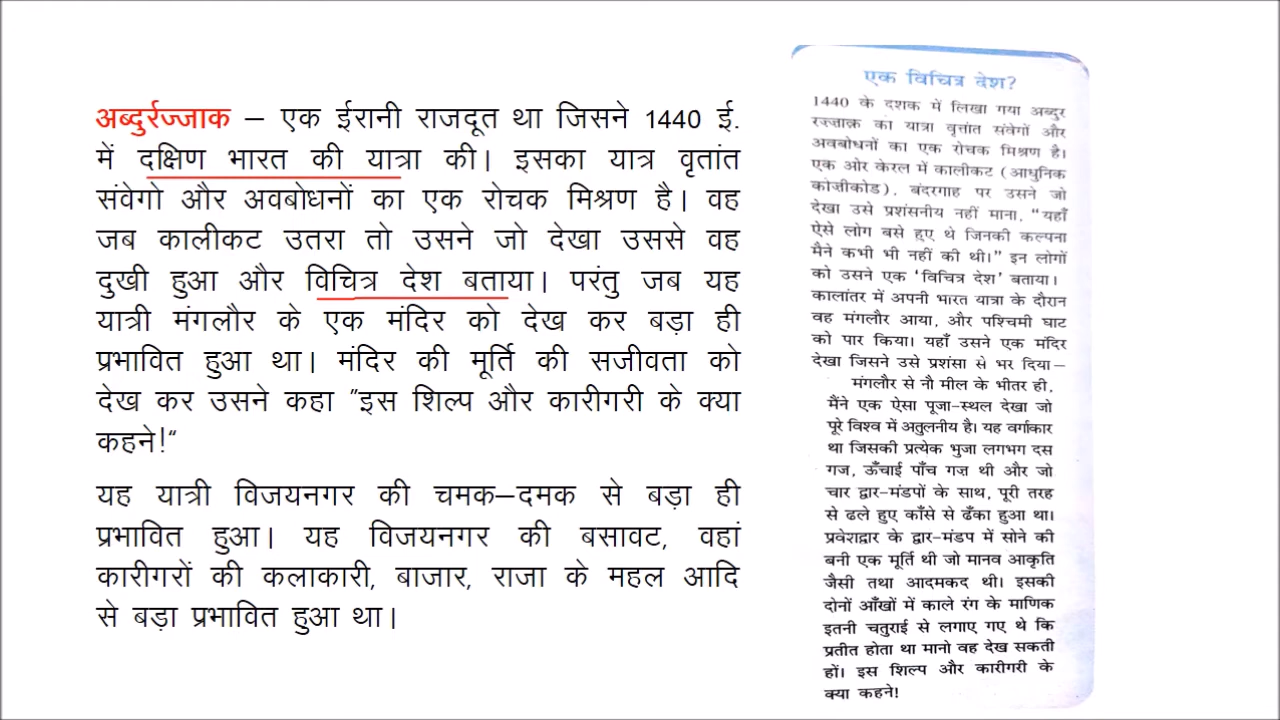 अब्दुर्रज्जाक – एक ईरानी राजदूत था जिसने 1440 ई.
में दक्षिण भारत की यात्रा की। इसका यात्र वृतांत
संवेगो और अवबोधनों का एक रोचक मिश्रण है। वह
जब कालीकट उतरा तो उसने जो देखा उससे वह
दुखी हुआ और विचित्र देश बताया। परंतु जब यह
यात्री मंगलौर के एक मंदिर को देख कर बड़ा ही
प्रभावित हुआ था। मंदिर की मूर्ति की सजीवता को
देख कर उसने कहा "इस शिल्प और कारीगरी के क्या
कहने!"
यह यात्री विजयनगर की चमक–दमक से बड़ा ही
प्रभावित हुआ। यह विजयनगर की बसावट, वहां
कारीगरों की कलाकारी, बाजार, राजा के महल आदि
से बड़ा प्रभावित हुआ था।
एक विचित्र देश?
1440 के दशक में लिखा गया अब्दुर
रज्जाक़ का यात्रा वृत्तांत संवेगों और
अवबोधनों का एक रोचक मिश्रण है।
एक ओर केरल में कालीकट (आधुनिक
कोज़ीकोड). बंदरगाह पर उसने जो
देखा उसे प्रशंसनीय नहीं माना, "यहाँ
ऐसे लोग बसे हुए थे जिनकी कल्पना
मैने कभी भी नहीं की थी।" इन लोगों
को उसने एक 'विचित्र देश' बताया।
कालांतर में अपनी भारत यात्रा के दौरान
वह मंगलौर आया, और पश्चिमी घाट
को पार किया। यहाँ उसने एक मंदिर
देखा जिसने उसे प्रशंसा से भर दिया–
मंगलौर से नौ मील के भीतर ही,
मैंने एक ऐसा पूजा-स्थल देखा जो
पूरे विश्व में अतुलनीय है। यह वर्गाकार
था जिसकी प्रत्येक भुजा लगभग दस
गज, ऊँचाई पाँच गज़ थी और जो
चार द्वार-मंडपों के साथ, पूरी तरह
से ढले हुए काँसे से ढँका हुआ था।
प्रवेशद्वार के द्वार-मंडप में सोने की
बनी एक मूर्ति थी जो मानव आकृति
जैसी तथा आदमकद थी। इसकी
दोनों आँखों में काले रंग के माणिक
इतनी चतुराई से लगाए गए थे कि
प्रतीत होता था मानो वह देख सकती
हों। इस शिल्प और कारीगरी के
क्या कहने!